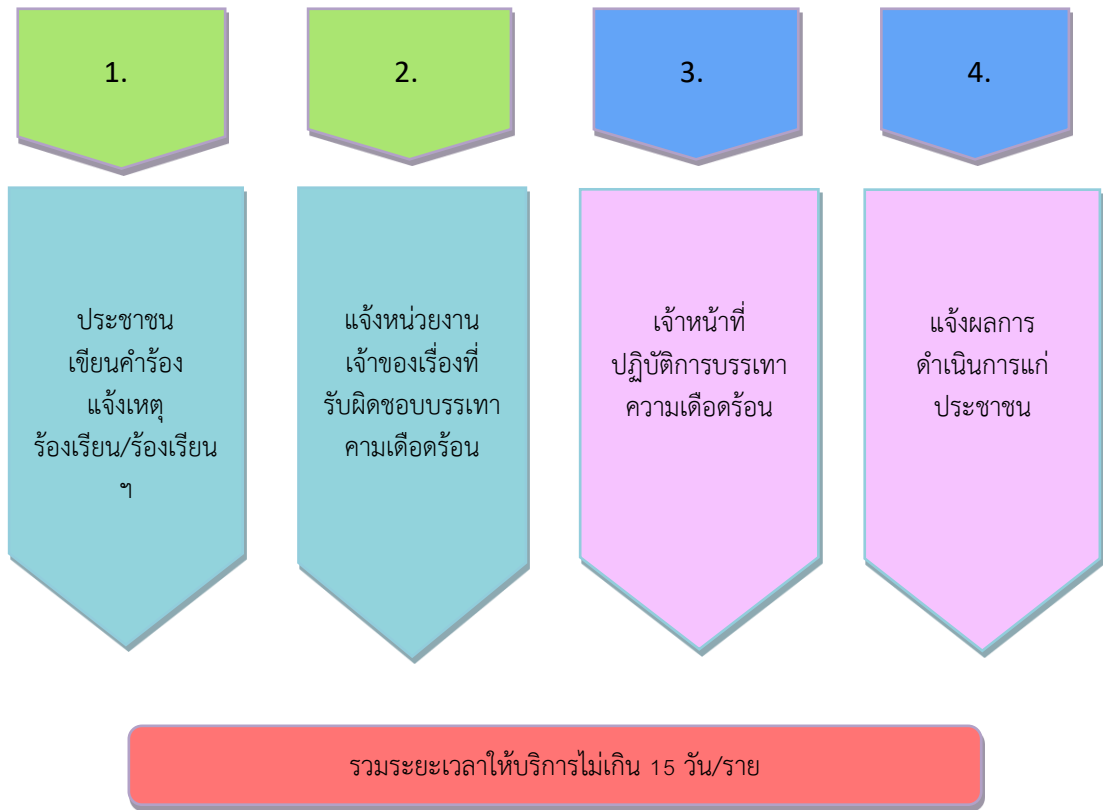 1.
ประชาชน
เขียนคำร้อง
แจ้งเหตุ
ร้องเรียน/ร้องเรียน
ฯ
2.
แจ้งหน่วยงาน
เจ้าของเรื่องที่
รับผิดชอบบรรเทา
คามเดือดร้อน
3.
เจ้าหน้าที่
ปฏิบัติการบรรเทา
ความเดือดร้อน
4.
แจ้งผลการ
ดำเนินการแก่
ประชาชน
รวมระยะเวลาให้บริการไม่เกิน 15 วัน/ราย